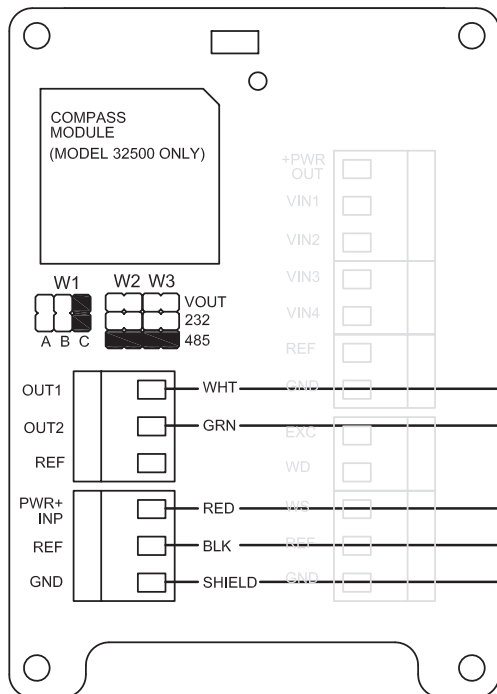 COMPASS
MODULE
(MODEL 32500 ONLY)
+PWR
OUT
VIN1
VIN2
VIN3
VIN4
REF
GND
EXC
WD
WS
REF
GND
W1
A B C
W2 W3
VOUT
232
485
OUT1
WHT
OUT2
GRN
REF
PWR+
INP
RED
REF
BLK
GND
SHIELD